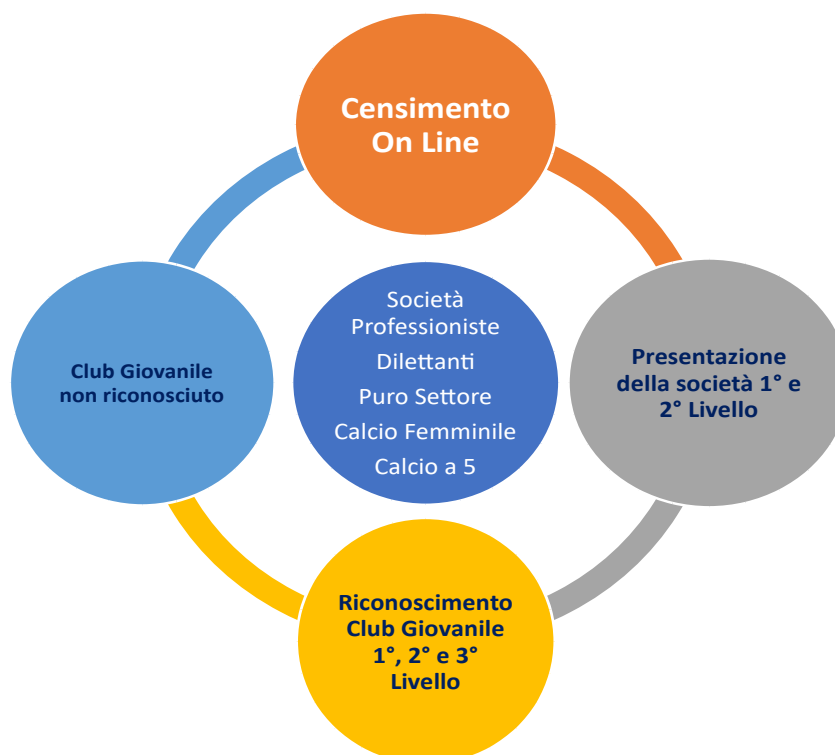 Censimento
On Line
Società
Professioniste
Dilettanti
Puro Settore
Calcio Femminile
Calcio a 5
Club Giovanile
non riconosciuto
Presentazione
della società 1° e
2° Livello
Riconoscimento
Club Giovanile
1°, 2° e 3°
Livello